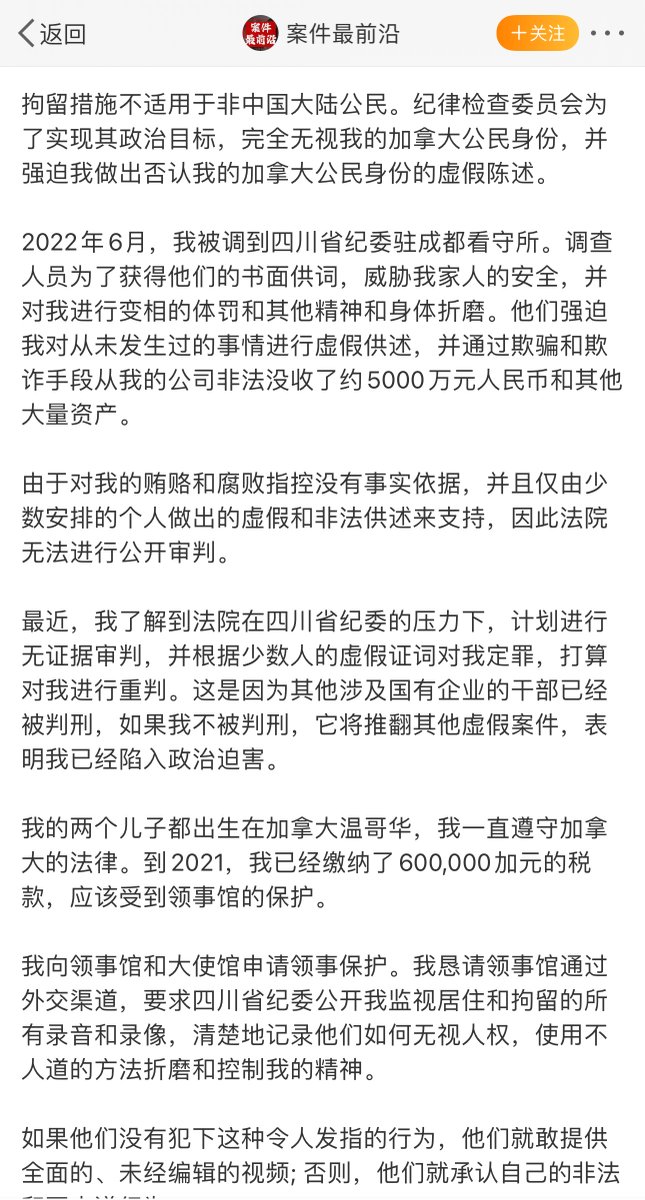 返回
案件最前沿
案件最前沿
+关注
拘留措施不适用于非中国大陆公民。纪律检查委员会为
了实现其政治目标，完全无视我的加拿大公民身份，并
强迫我做出否认我的加拿大公民身份的虚假陈述。
2022年6月，我被调到四川省纪委驻成都看守所。调查
人员为了获得他们的书面供词，威胁我家人的安全，并
对我进行变相的体罚和其他精神和身体折磨。他们强迫
我对从未发生过的事情进行虚假供述，并通过欺骗和欺
诈手段从我的公司非法没收了约5000万元人民币和其他
大量资产。
由于对我的贿赂和腐败指控没有事实依据，并且仅由少
数安排的个人做出的虚假和非法供述来支持，因此法院
无法进行公开审判。
最近，我了解到法院在四川省纪委的压力下，计划进行
无证据审判，并根据少数人的虚假证词对我定罪，打算
对我进行重判。这是因为其他涉及国有企业的干部已经
被判刑，如果我不被判刑，它将推翻其他虚假案件，表
明我已经陷入政治迫害。
我的两个儿子都出生在加拿大温哥华，我一直遵守加拿
大的法律。到2021，我已经缴纳了600,000加元的税
款，应该受到领事馆的保护。
我向领事馆和大使馆申请领事保护。我恳请领事馆通过
外交渠道，要求四川省纪委公开我监视居住和拘留的所
有录音和录像，清楚地记录他们如何无视人权，使用不
人道的方法折磨和控制我的精神。
如果他们没有犯下这种令人发指的行为，他们就敢提供
全面的、未经编辑的视频; 否则，他们就承认自己的非法